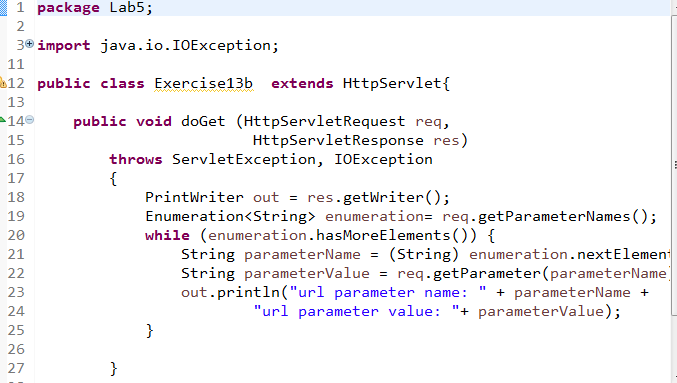 1 package Lab5;
2
3 import java.io.IOException;
11
12 public class Exercise13b  extends HttpServlet{
13
14     public void doGet (HttpServletRequest req,
15                         HttpServletResponse res)
16         throws ServletException, IOException
17         {
18             PrintWriter out = res.getWriter();
19             Enumeration<String> enumeration= req.getParameterNames();
20             while (enumeration.hasMoreElements()) {
21                 String parameterName = (String) enumeration.nextElement
22                 String parameterValue = req.getParameter(parameterName
23                 out.println("url parameter name: " + parameterName +
24                         "url parameter value: "+ parameterValue);
25             }
26
27         }